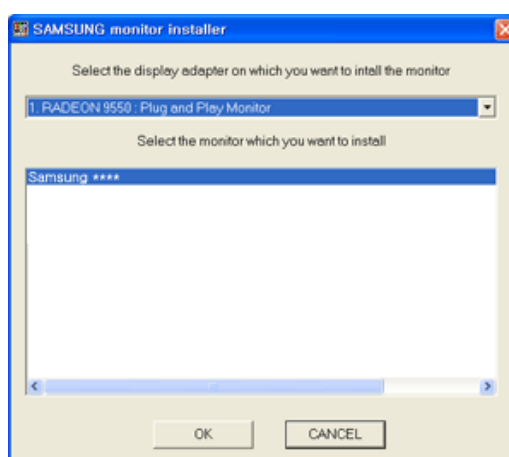 SAMSUNG monitor installer
Select the display adapter on which you want to intall the monitor
1. RADEON 9550 : Plug and Play Monitor
Select the monitor which you want to install
Samsung ****
OK
CANCEL